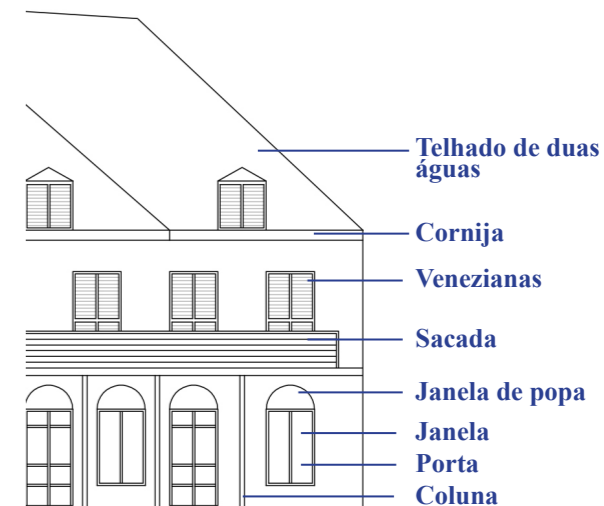 Telhado de duas
águas
Cornija
Venezianas
Sacada
Janela de popa
Janela
Porta
Coluna